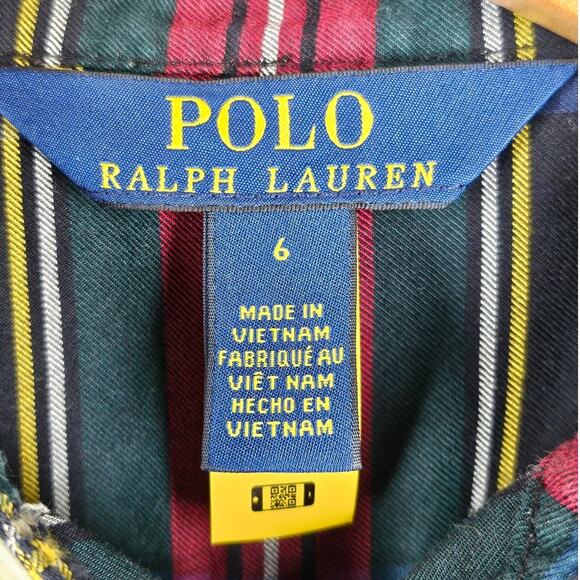 POLO
RALPH LAUREN
6
MADE IN
VIETNAM
FABRIQUÉ AU
VIÊT NAM
HECHO EN
VIETNAM